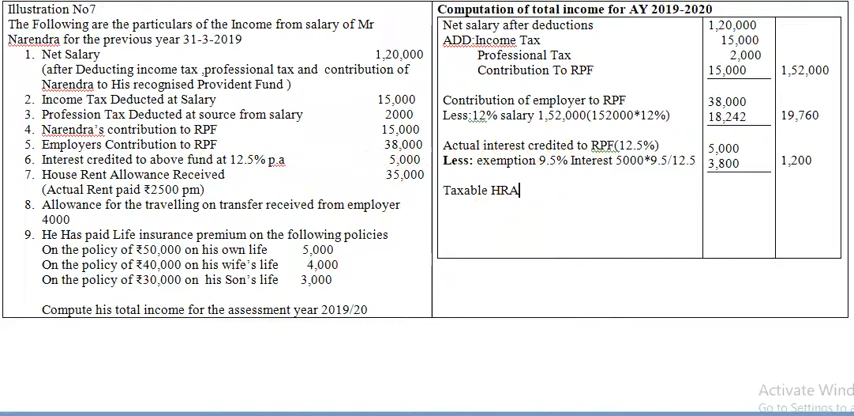 Illustration No7
The Following are the particulars of the Income from salary of Mr
Narendra for the previous year 31-3-2019
1. Net Salary 1,20,000
(after Deducting income tax ,professional tax and contribution of
Narendra to His recognised Provident Fund )
2. Income Tax Deducted at Salary 15,000
3. Profession Tax Deducted at source from salary 2000
4. Narendra's contribution to RPF 15,000
5. Employers Contribution to RPF 38,000
6. Interest credited to above fund at 12.5% p.a 5,000
7. House Rent Allowance Received 35,000
(Actual Rent paid ₹2500 pm)
8. Allowance for the travelling on transfer received from employer
4000
9. He Has paid Life insurance premium on the following policies
On the policy of ₹50,000 on his own life 5,000
On the policy of ₹40,000 on his wife's life 4,000
On the policy of ₹30,000 on his Son's life 3,000
Compute his total income for the assessment year 2019/20
Computation of total income for AY 2019-2020
Net salary after deductions 1,20,000
ADD:Income Tax 15,000
Professional Tax 2,000
Contribution To RPF 15,000 1,52,000
Contribution of employer to RPF 38,000
Less:12% salary 1,52,000(152000*12%) 18,242 19,760
Actual interest credited to RPF(12.5%) 5,000
Less: exemption 9.5% Interest 5000*9.5/12.5 3,800 1,200
Taxable HRA
Activate Wind
Go to Settings to a